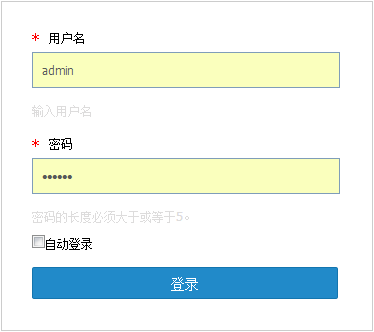 * 用户名
admin
输入用户名
* 密码
••••••
密码的长度必须大于或等于5。
自动登录
登录